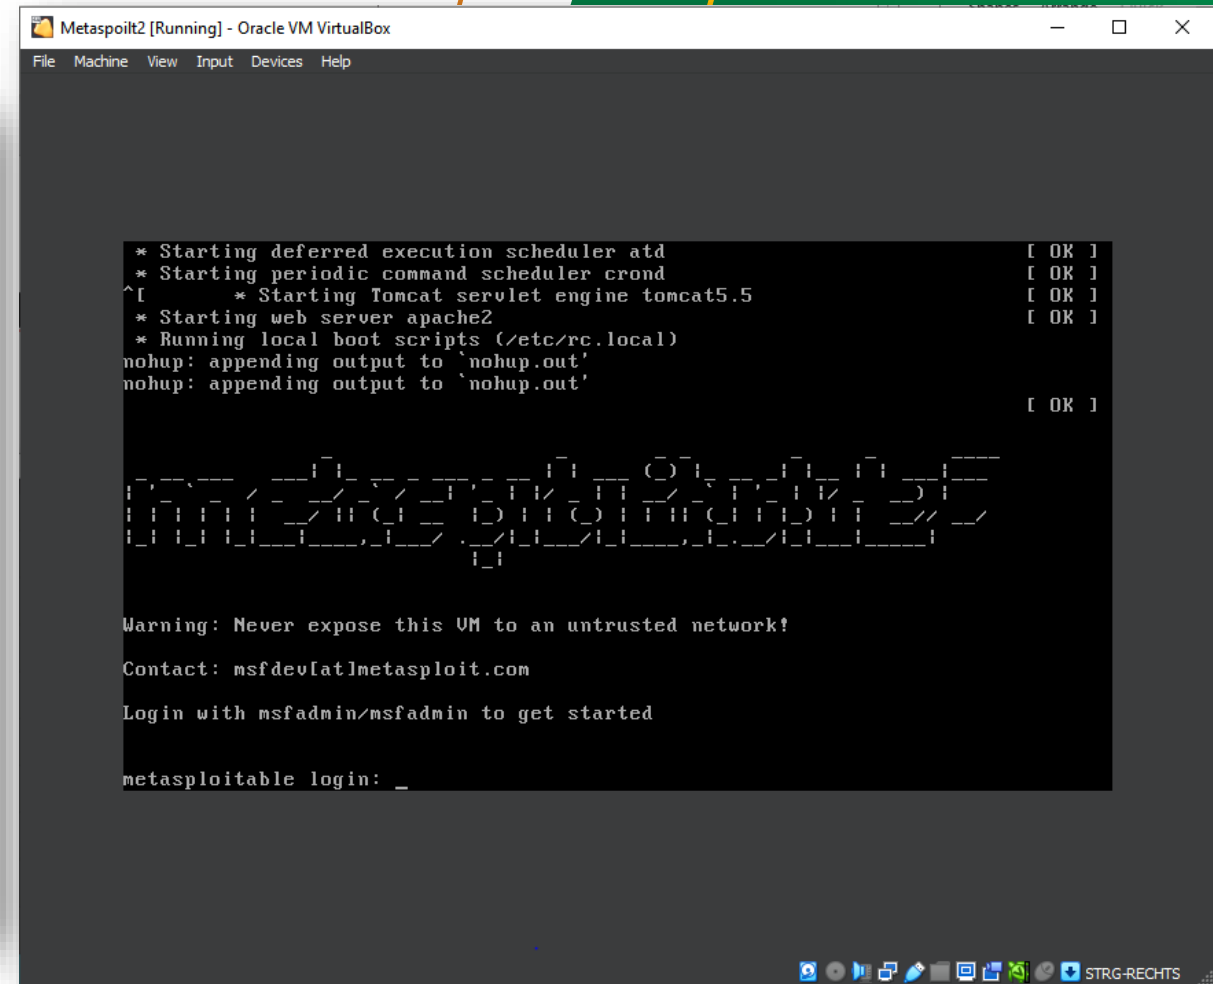 Metaspoilt2 [Running] - Oracle VM VirtualBox
File Machine View Input Devices Help
* Starting deferred execution scheduler atd [ OK ]
* Starting periodic command scheduler crond [ OK ]
^[ * Starting Tomcat servlet engine tomcat5.5 [ OK ]
* Starting web server apache2 [ OK ]
* Running local boot scripts (/etc/rc.local)
nohup: appending output to `nohup.out'
nohup: appending output to `nohup.out'
[ OK ]
metasploitable2
Warning: Never expose this VM to an untrusted network!
Contact: msfdev[at]metasploit.com
Login with msfadmin/msfadmin to get started
metasploitable login: _
STRG-RECHTS